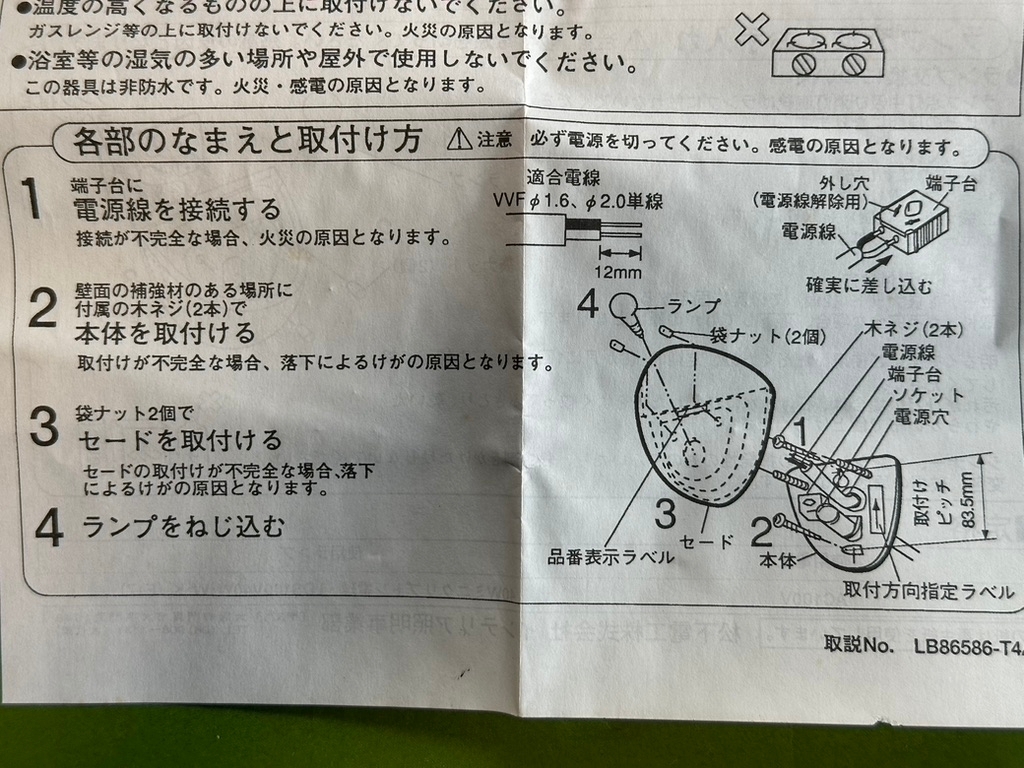 ●温度の高くなるものの上に取付けないでください。
ガスレンジ等の上に取付けないでください。火災の原因となります。
●浴室等の湿気の多い場所や屋外で使用しないでください。
この器具は非防水です。火災・感電の原因となります。
各部のなまえと取付け方 ⚠注意 必ず電源を切ってください。感電の原因となります。
1 端子台に
電源線を接続する
接続が不完全な場合、火災の原因となります。
適合電線
VVFφ1.6、φ2.0単線
12mm
外し穴
(電源線解除用)
端子台
電源線
確実に差し込む
2 壁面の補強材のある場所に
付属の木ネジ(2本)で
本体を取付ける
取付けが不完全な場合、落下によるけがの原因となります。
3 袋ナット2個で
セードを取付ける
セードの取付けが不完全な場合、落下
によるけがの原因となります。
4 ランプをねじ込む
4
ランプ
袋ナット(2個)
木ネジ(2本)
電源線
端子台
ソケット
電源穴
1
3
セード
2
本体
品番表示ラベル
取付け
ピッチ
83.5mm
取付方向指定ラベル
取説No. LB86586-T4